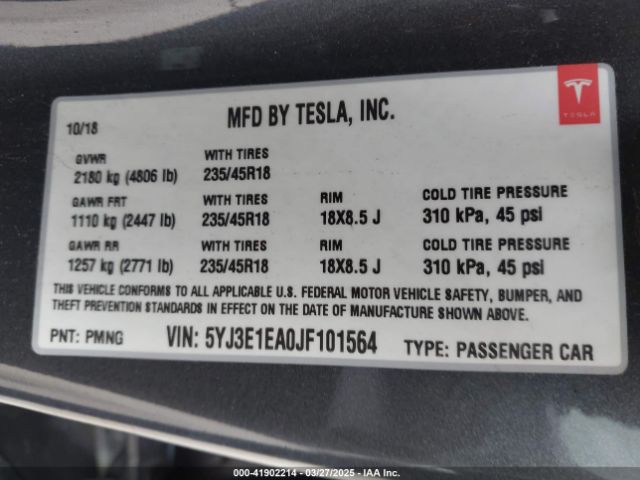 10/18
MFD BY TESLA, INC.
TESLA
GVWR WITH TIRES
2180 kg (4806 lb) 235/45R18
GAWR FRT WITH TIRES RIM COLD TIRE PRESSURE
1110 kg (2447 lb) 235/45R18 18X8.5 J 310 kPa, 45 psi
GAWR RR WITH TIRES RIM COLD TIRE PRESSURE
1257 kg (2771 lb) 235/45R18 18X8.5 J 310 kPa, 45 psi
THIS VEHICLE CONFORMS TO ALL APPLICABLE U.S. FEDERAL MOTOR VEHICLE SAFETY, BUMPER, AND
THEFT PREVENTION STANDARDS IN EFFECT ON THE DATE OF MANUFACTURE SHOWN ABOVE.
PNT: PMNG VIN: 5YJ3E1EA0JF101564 TYPE: PASSENGER CAR
000-41902214 - 03/27/2025 - IAA Inc.